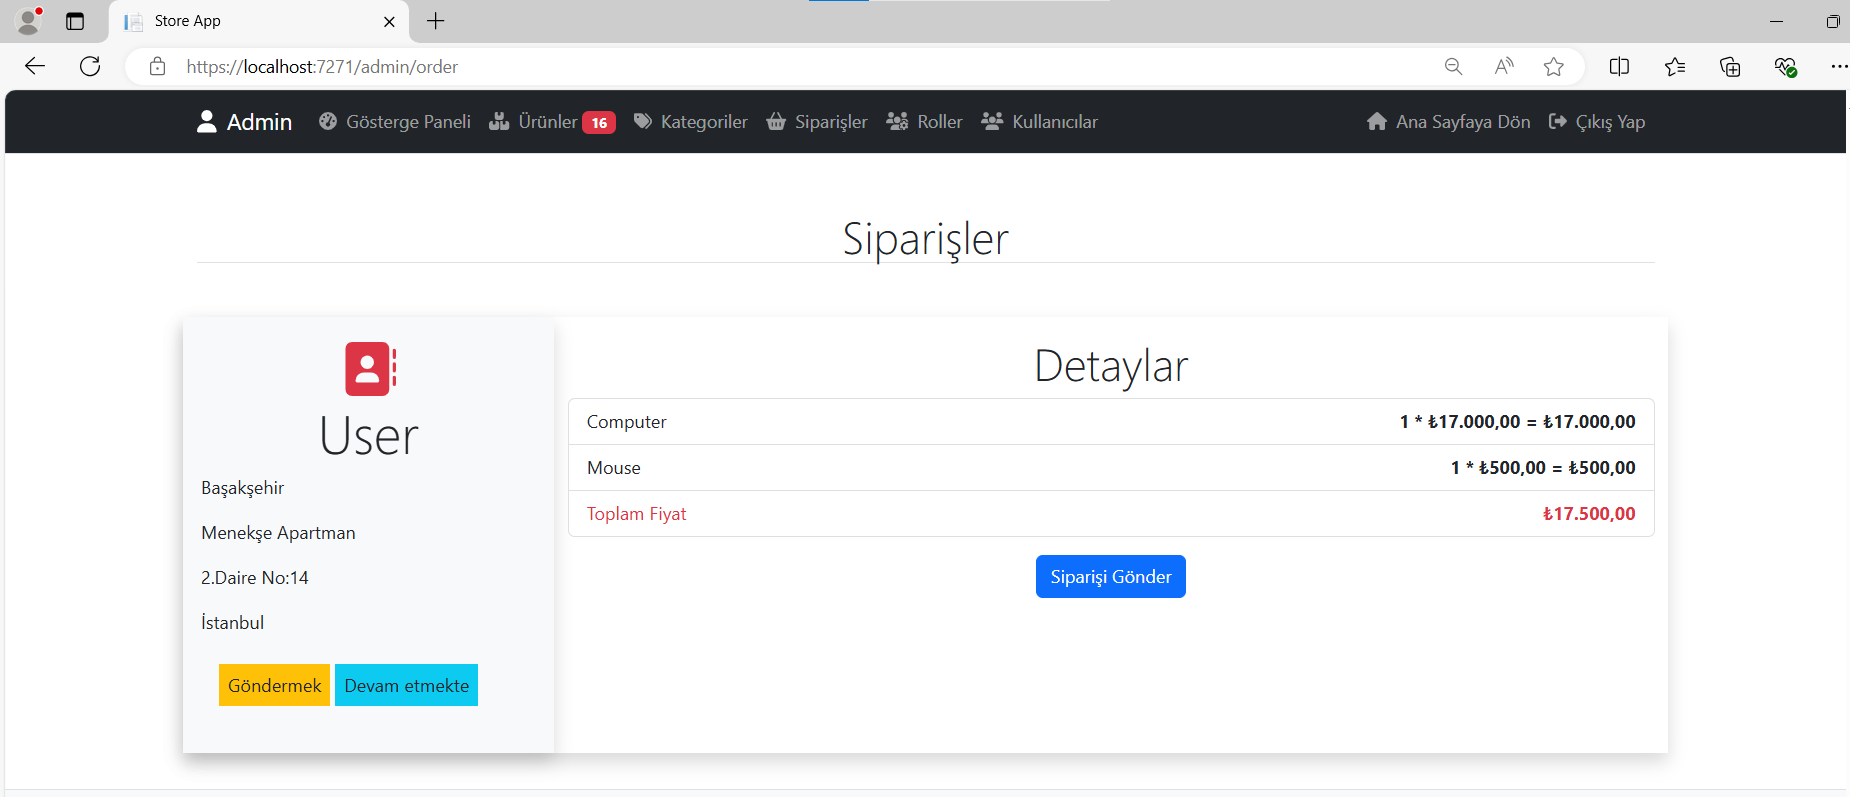 Store App
https://localhost:7271/admin/order
Admin Gösterge Paneli Ürünler 16 Kategoriler Siparişler Roller Kullanıcılar Ana Sayfaya Dön Çıkış Yap
Siparişler
User
Başakşehir
Menekşe Apartman
2.Daire No:14
İstanbul
Göndermek Devam etmekte
Detaylar
Computer 1 * ₺17.000,00 = ₺17.000,00
Mouse 1 * ₺500,00 = ₺500,00
Toplam Fiyat ₺17.500,00
Siparişi Gönder